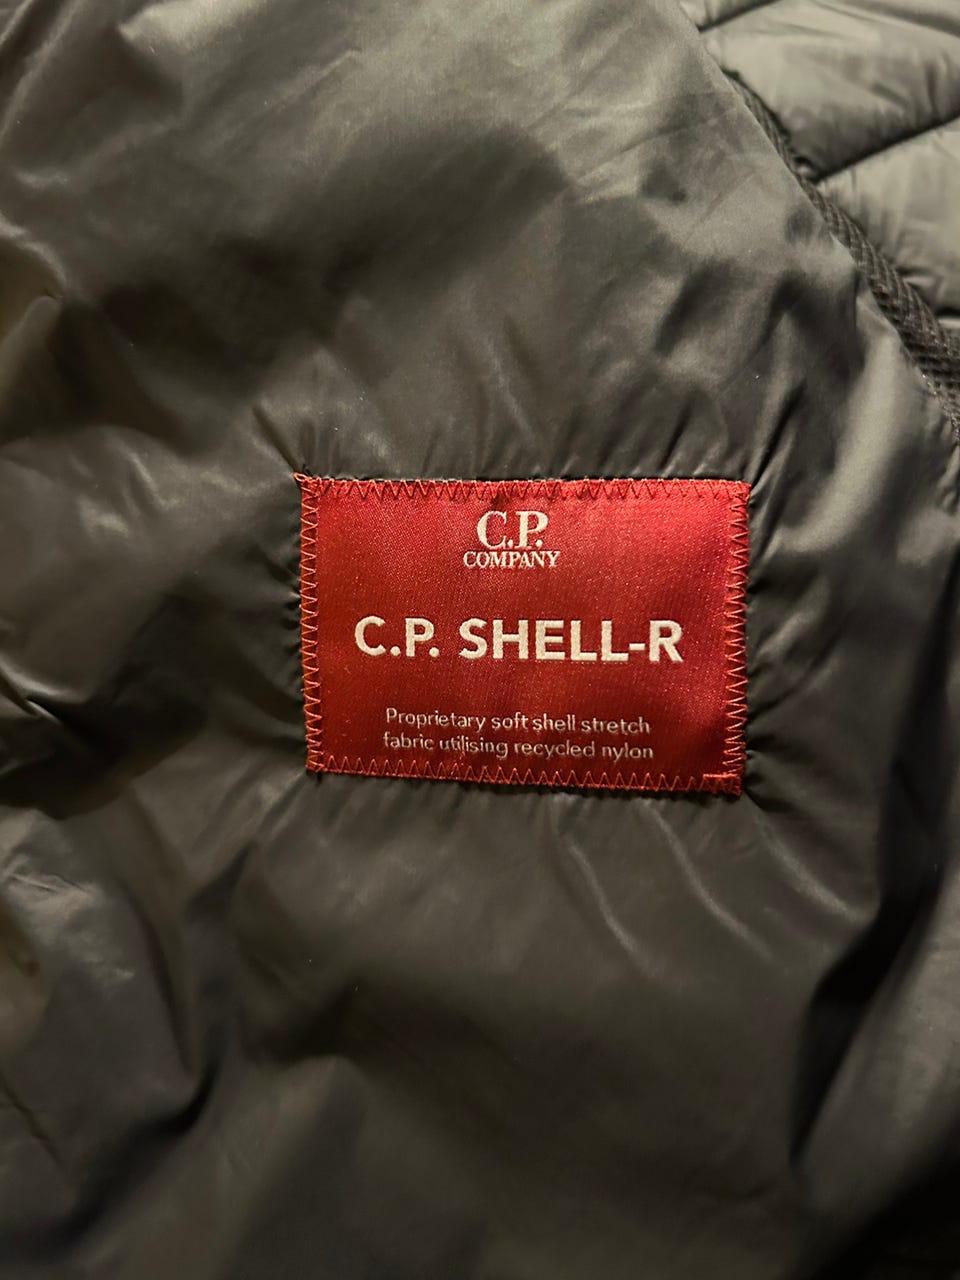 C.P.
COMPANY
C.P. SHELL-R
Proprietary soft shell stretch
fabric utilising recycled nylon